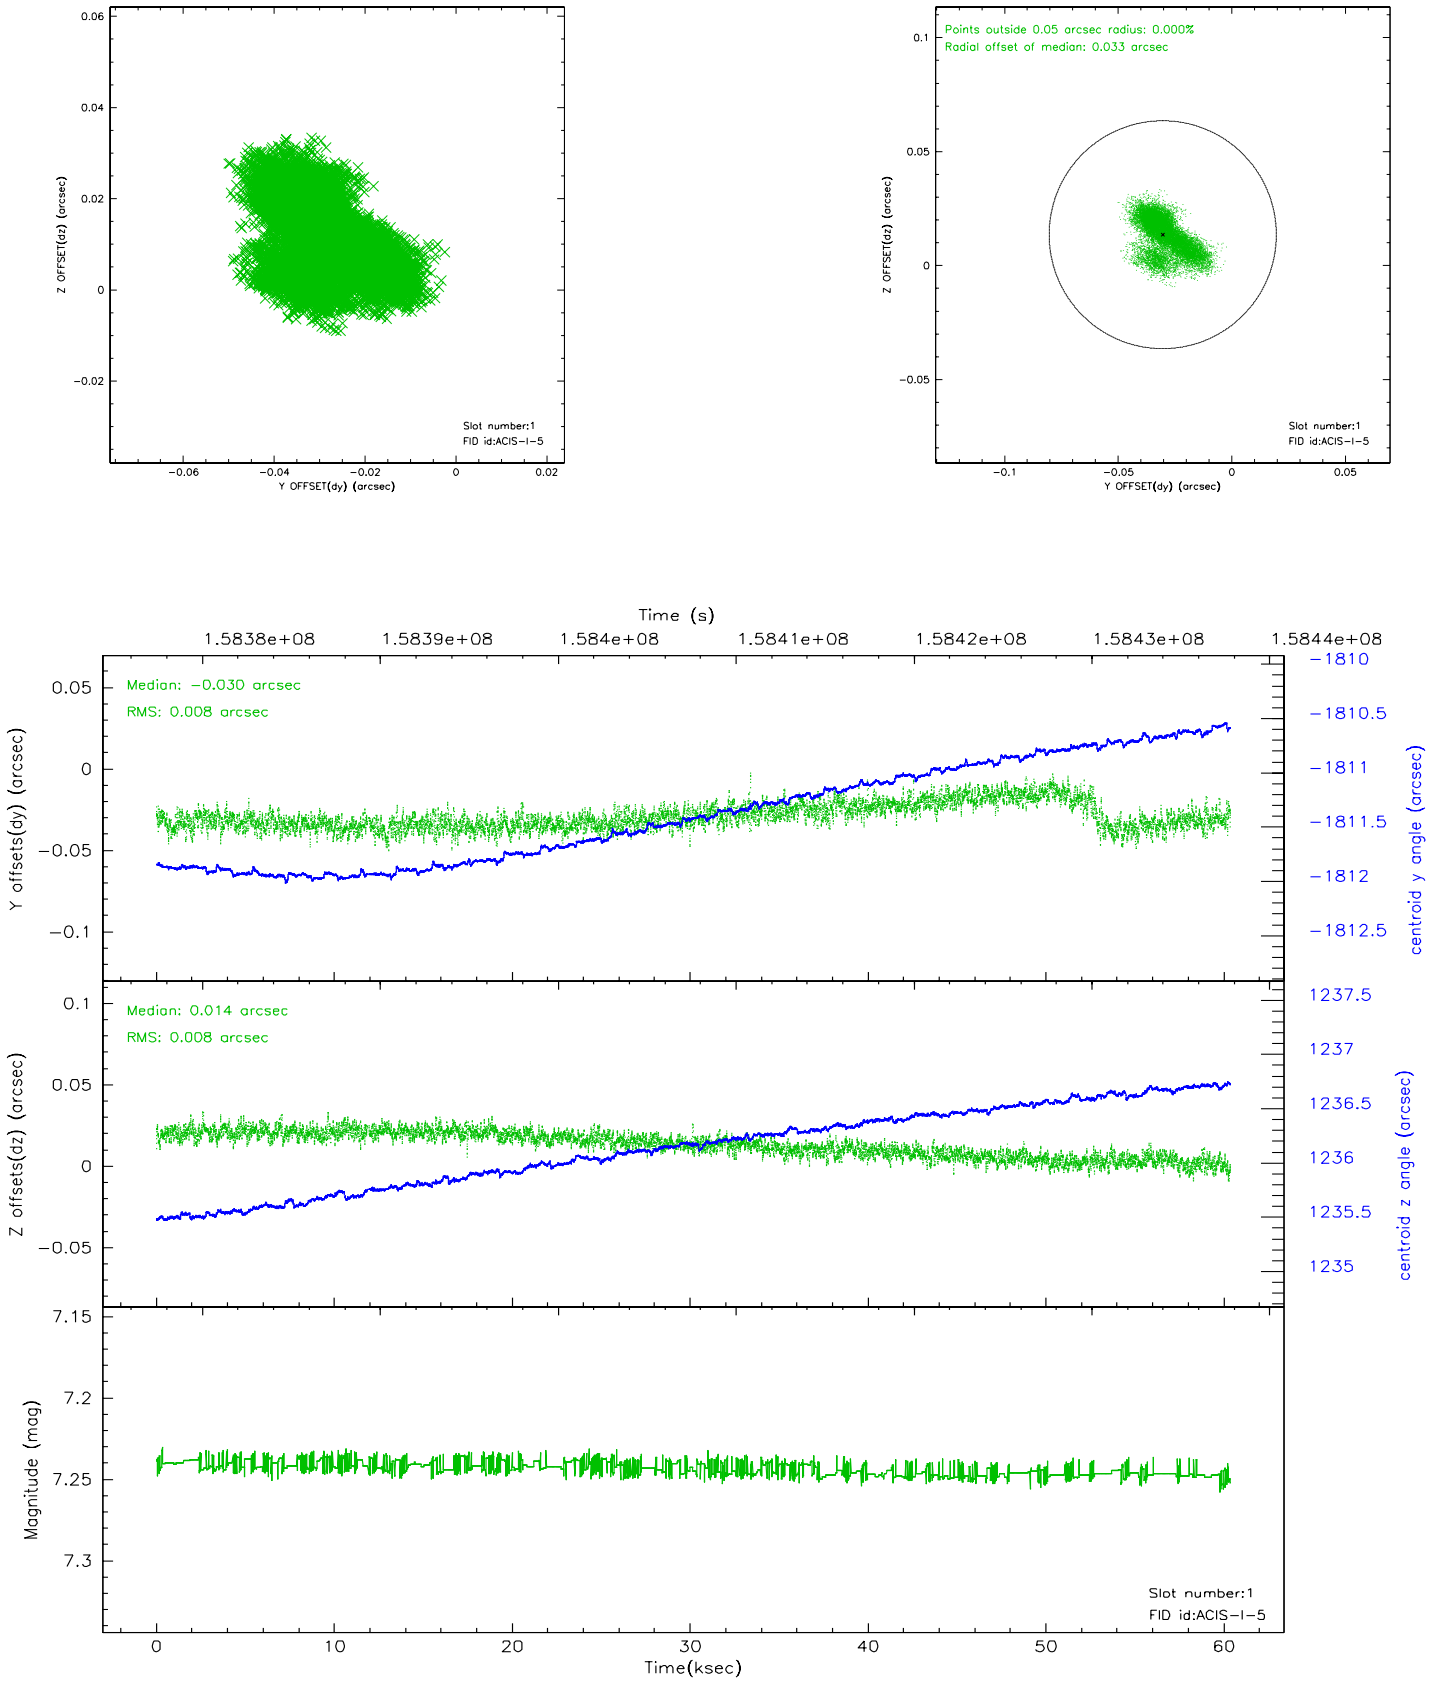 0.06
0.04
0.02
0
−0.02
Z OFFSET(dz) (arcsec)
−0.06 −0.04 −0.02 0 0.02
Y OFFSET(dy) (arcsec)
Slot number:1
FID id:ACIS−I−5
Points outside 0.05 arcsec radius: 0.000%
Radial offset of median: 0.033 arcsec
0.1
0.05
0
−0.05
Z OFFSET(dz) (arcsec)
−0.1 −0.05 0 0.05
Y OFFSET(dy) (arcsec)
Slot number:1
FID id:ACIS−I−5
Time (s)
1.5838e+08 1.5839e+08 1.584e+08 1.5841e+08 1.5842e+08 1.5843e+08 1.5844e+08
Median: −0.030 arcsec
RMS: 0.008 arcsec
0.05
0
−0.05
−0.1
Y offsets(dy) (arcsec)
−1810
−1810.5
−1811
−1811.5
−1812
−1812.5
centroid y angle (arcsec)
Median: 0.014 arcsec
RMS: 0.008 arcsec
0.1
0.05
0
−0.05
Z offsets(dz) (arcsec)
1237.5
1237
1236.5
1236
1235.5
1235
centroid z angle (arcsec)
7.15
7.2
7.25
7.3
Magnitude (mag)
Slot number:1
FID id:ACIS−I−5
0 10 20 30 40 50 60
Time(ksec)